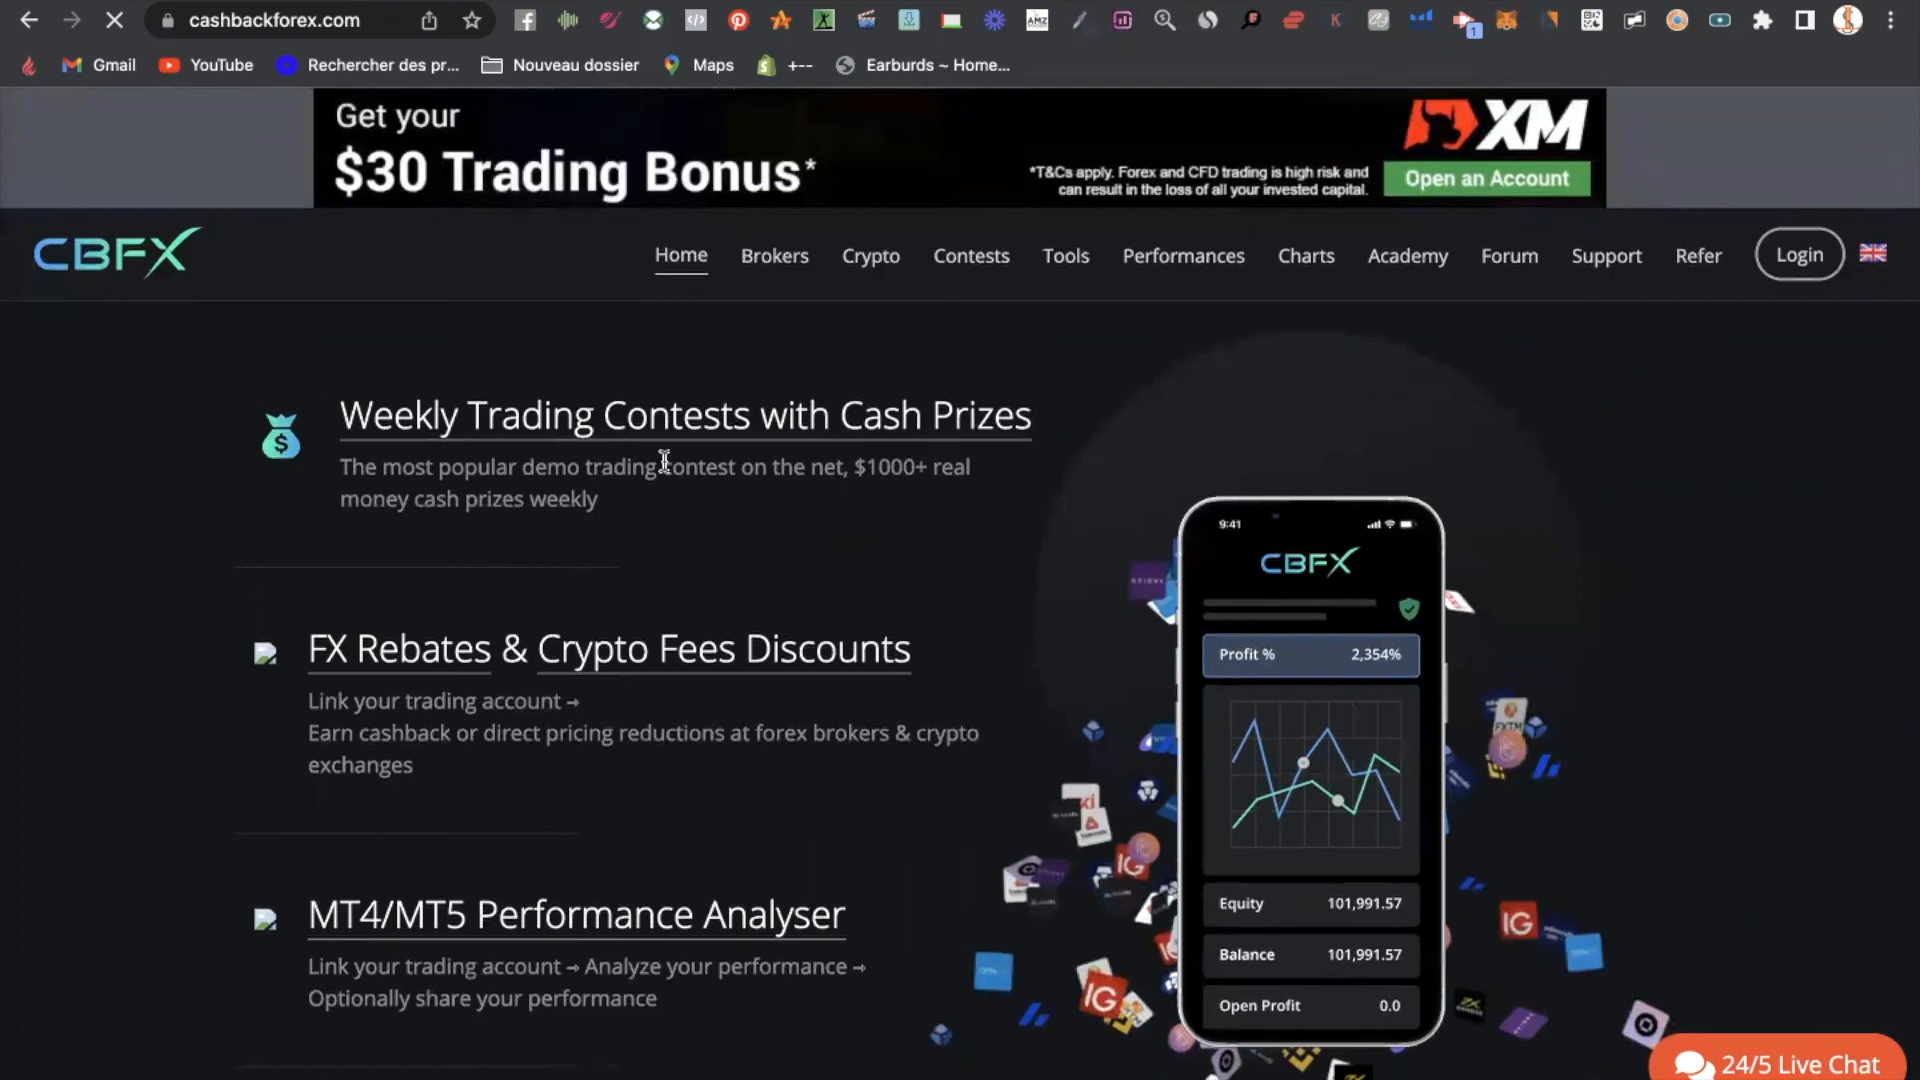 cashbackforex.com
Gmail
YouTube
Rechercher des pr...
Nouveau dossier
Maps
+--
Earburds ~ Home...
Get your
$30 Trading Bonus*
*T&Cs apply. Forex and CFD trading is high risk and
can result in the loss of all your invested capital.
XM
Open an Account
CBFX
Home
Brokers
Crypto
Contests
Tools
Performances
Charts
Academy
Forum
Support
Refer
Login
Weekly Trading Contests with Cash Prizes
The most popular demo trading contest on the net, $1000+ real
money cash prizes weekly
FX Rebates & Crypto Fees Discounts
Link your trading account →
Earn cashback or direct pricing reductions at forex brokers & crypto
exchanges
MT4/MT5 Performance Analyser
Link your trading account → Analyze your performance →
Optionally share your performance
9:41
CBFX
Profit % 2,354%
Equity 101,991.57
Balance 101,991.57
Open Profit 0.0
FXTM
IG
IG
IG
24/5 Live Chat